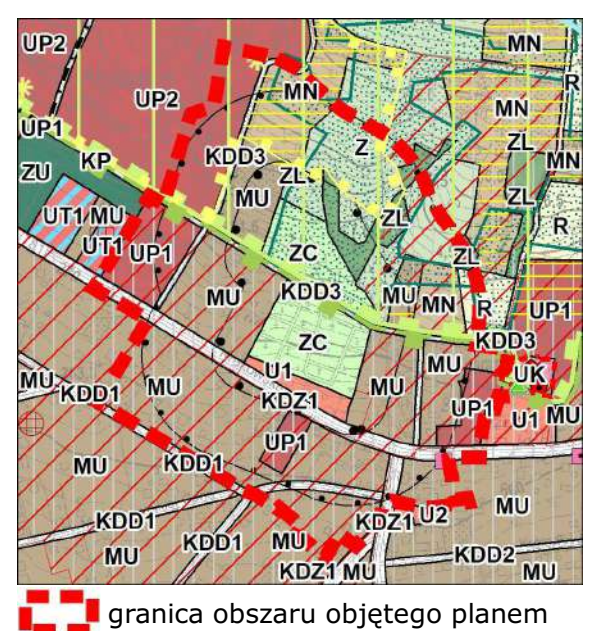 UP2
MN
UP2
MN
R
MN
UP1
KP
KDD3
Z
ZL
MN
ZU
MU
ZL
ZL
UT1 MU
ZL
R
UT1
UP1
ZC
ZL
MU
KDD3
MU
MN
R
UP1
ZC
KDD3
MU
U1
MU
UK
MU
KDD1
MU
KDZ1
UP1
U1
MU
UP1
MU
KDD1
MU
KDD1
KDZ1
U2
MU
KDD1
MU
KDD2
KDZ1
MU
MU
granica obszaru objętego planem